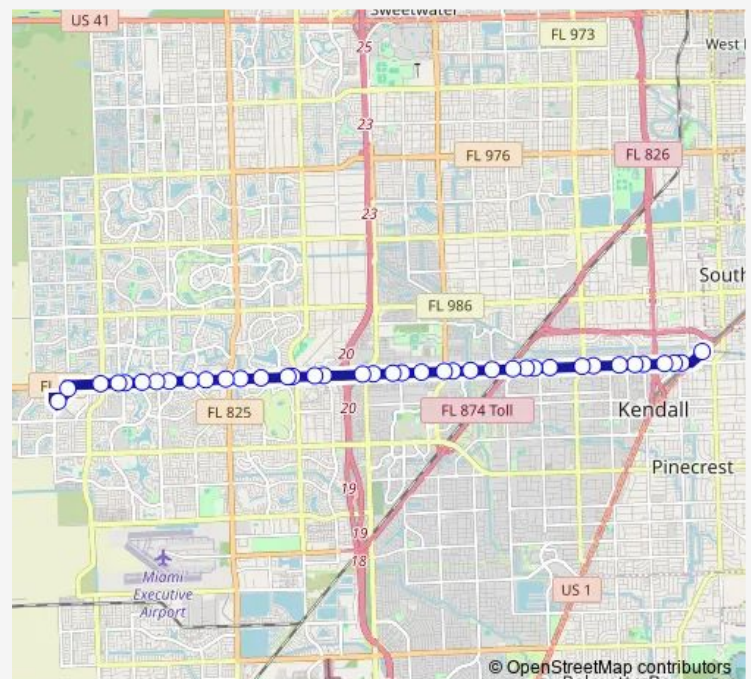 Sweetwater
US 41
FL 973
25
West
23
FL 976
FL 826
23
South
FL 986
20
FL
20
FL 825
FL 874 Toll
Kendall
Pinecrest
19
19
18
Miami
Executive
Airport
US 1
© OpenStreetMap contributors